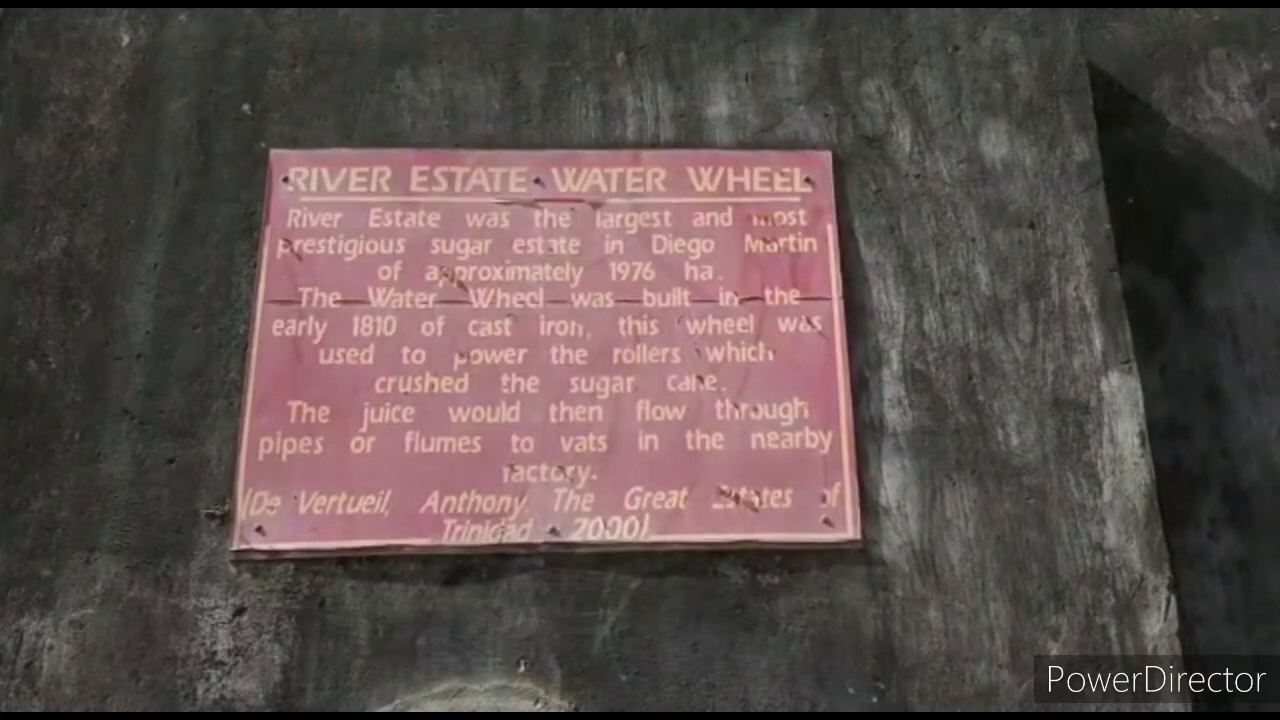 RIVER ESTATE WATER WHEEL
River Estate was the largest and most
prestigious sugar estate in Diego Martin
of approximately 1976 ha.
The Water Wheel was built in the
early 1810 of cast iron, this wheel was
used to power the rollers which
crushed the sugar cane.
The juice would then flow through
pipes or flumes to vats in the nearby
factory.
(De Vertueil, Anthony, The Great Estates of
Trinidad - 2000)
PowerDirector